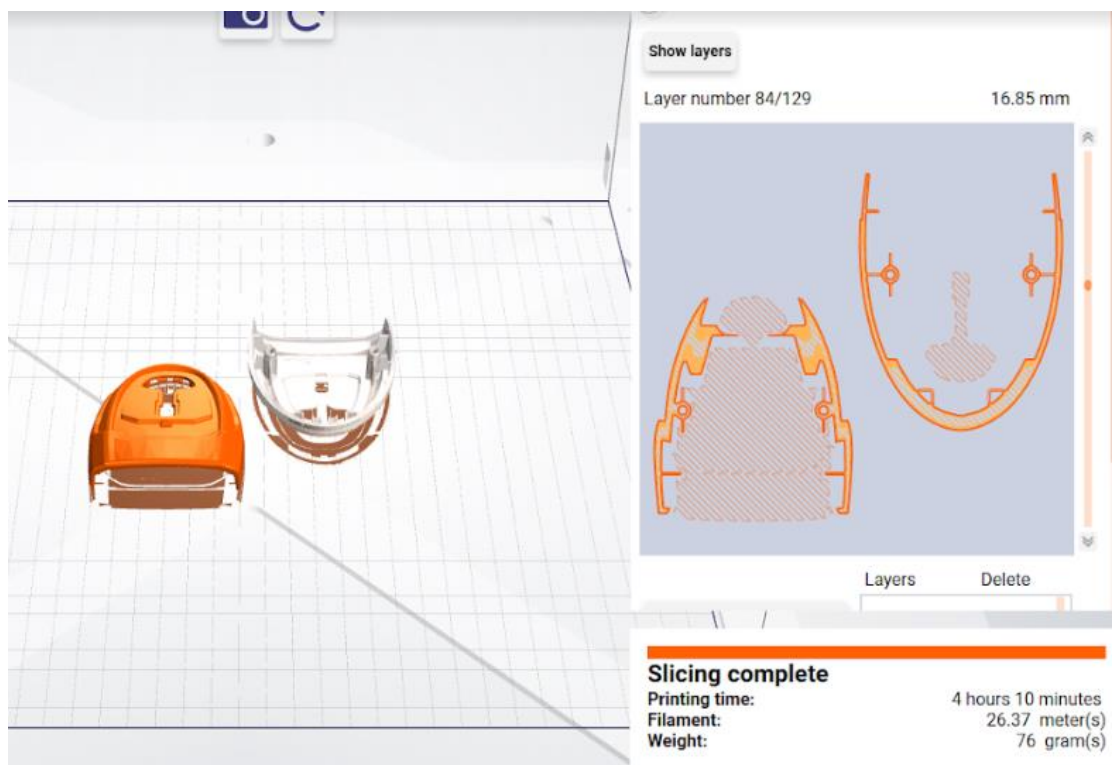 Show layers
Layer number 84/129 16.85 mm
Layers Delete
Slicing complete
Printing time: 4 hours 10 minutes
Filament: 26.37 meter(s)
Weight: 76 gram(s)